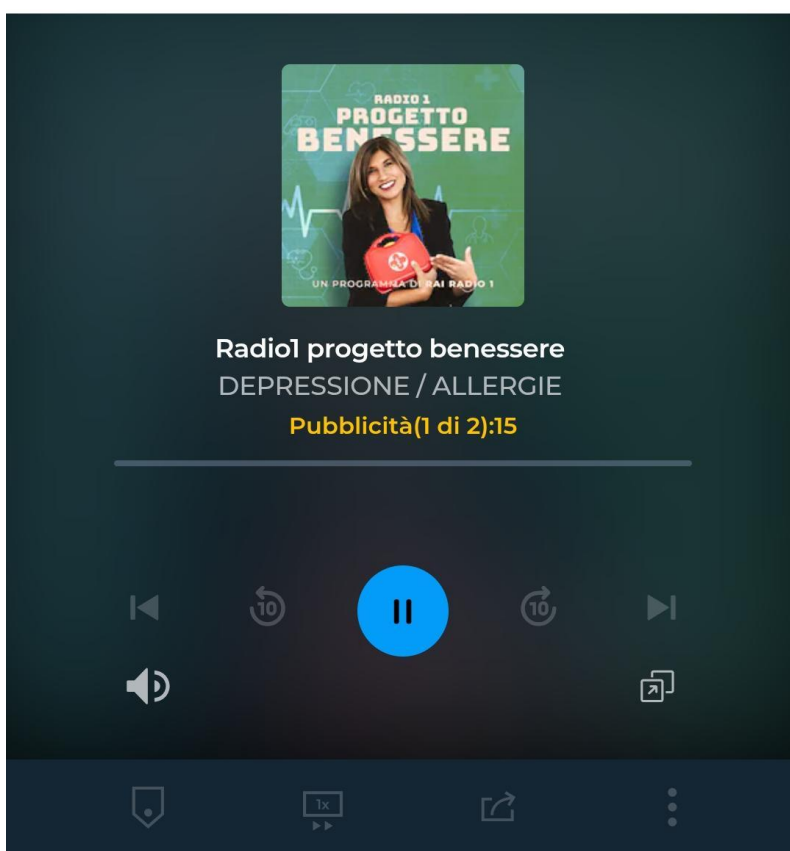 RADIO 1
PROGETTO
BENESSERE
UN PROGRAMMA DI RAI RADIO 1
Radio1 progetto benessere
DEPRESSIONE / ALLERGIE
Pubblicità(1 di 2):15
10
10
1x